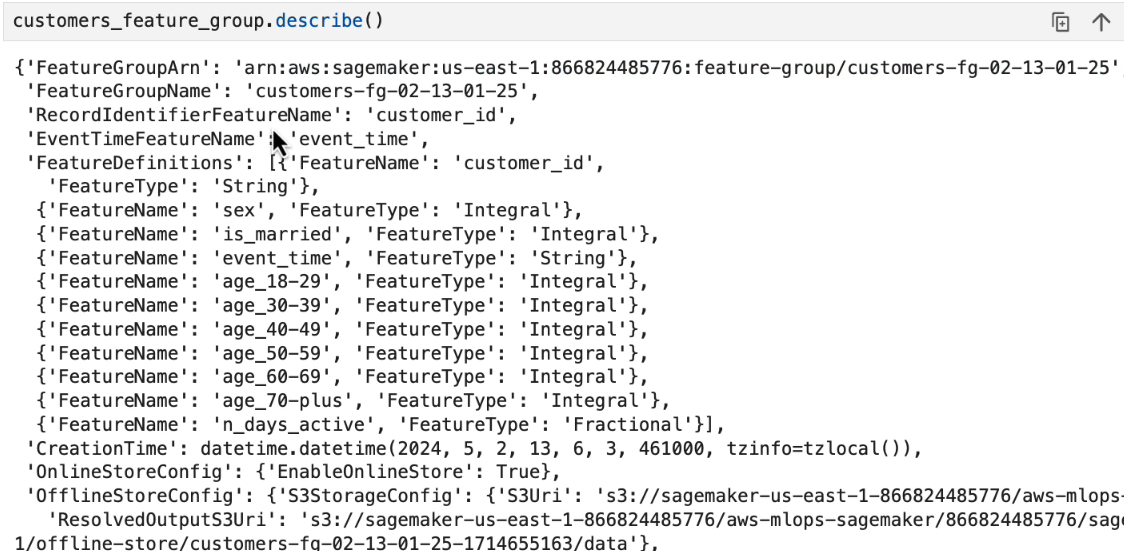 customers_feature_group.describe()
{'FeatureGroupArn': 'arn:aws:sagemaker:us-east-1:866824485776:feature-group/customers-fg-02-13-01-25',
 'FeatureGroupName': 'customers-fg-02-13-01-25',
 'RecordIdentifierFeatureName': 'customer_id',
 'EventTimeFeatureName': 'event_time',
 'FeatureDefinitions': [{'FeatureName': 'customer_id',
   'FeatureType': 'String'},
  {'FeatureName': 'sex', 'FeatureType': 'Integral'},
  {'FeatureName': 'is_married', 'FeatureType': 'Integral'},
  {'FeatureName': 'event_time', 'FeatureType': 'String'},
  {'FeatureName': 'age_18-29', 'FeatureType': 'Integral'},
  {'FeatureName': 'age_30-39', 'FeatureType': 'Integral'},
  {'FeatureName': 'age_40-49', 'FeatureType': 'Integral'},
  {'FeatureName': 'age_50-59', 'FeatureType': 'Integral'},
  {'FeatureName': 'age_60-69', 'FeatureType': 'Integral'},
  {'FeatureName': 'age_70-plus', 'FeatureType': 'Integral'},
  {'FeatureName': 'n_days_active', 'FeatureType': 'Fractional'}],
 'CreationTime': datetime.datetime(2024, 5, 2, 13, 6, 3, 461000, tzinfo=tzlocal()),
 'OnlineStoreConfig': {'EnableOnlineStore': True},
 'OfflineStoreConfig': {'S3StorageConfig': {'S3Uri': 's3://sagemaker-us-east-1-866824485776/aws-mlops-
   'ResolvedOutputS3Uri': 's3://sagemaker-us-east-1-866824485776/aws-mlops-sagemaker/866824485776/sage
1/offline-store/customers-fg-02-13-01-25-1714655163/data'},